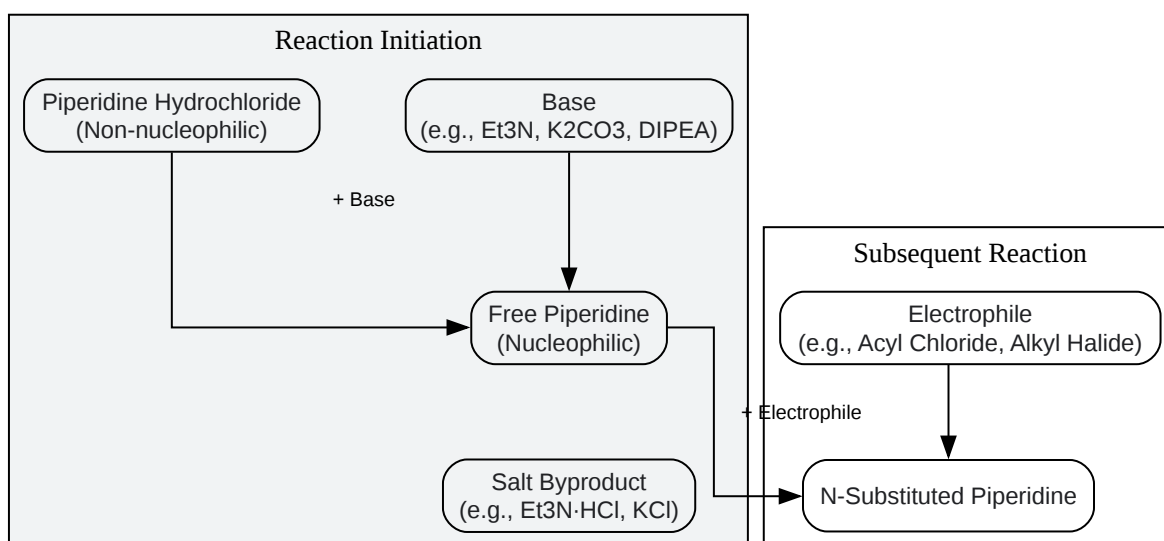 Reaction Initiation
Piperidine Hydrochloride
(Non-nucleophilic)
Base
(e.g., Et3N, K2CO3, DIPEA)
+ Base
Free Piperidine
(Nucleophilic)
Salt Byproduct
(e.g., Et3N·HCl, KCl)
Subsequent Reaction
Electrophile
(e.g., Acyl Chloride, Alkyl Halide)
+ Electrophile
N-Substituted Piperidine